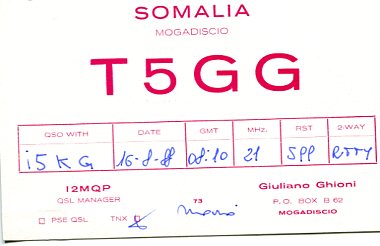 SOMALIA
MOGADISCIO
T5GG
QSO WITH DATE GMT MHz. RST 2-WAY
i5KG 16-8-88 08:10 21 599 RTTY
I2MQP 73 Giuliano Ghioni
QSL MANAGER P. O. BOX B 62
PSE QSL TNX MOGADISCIO